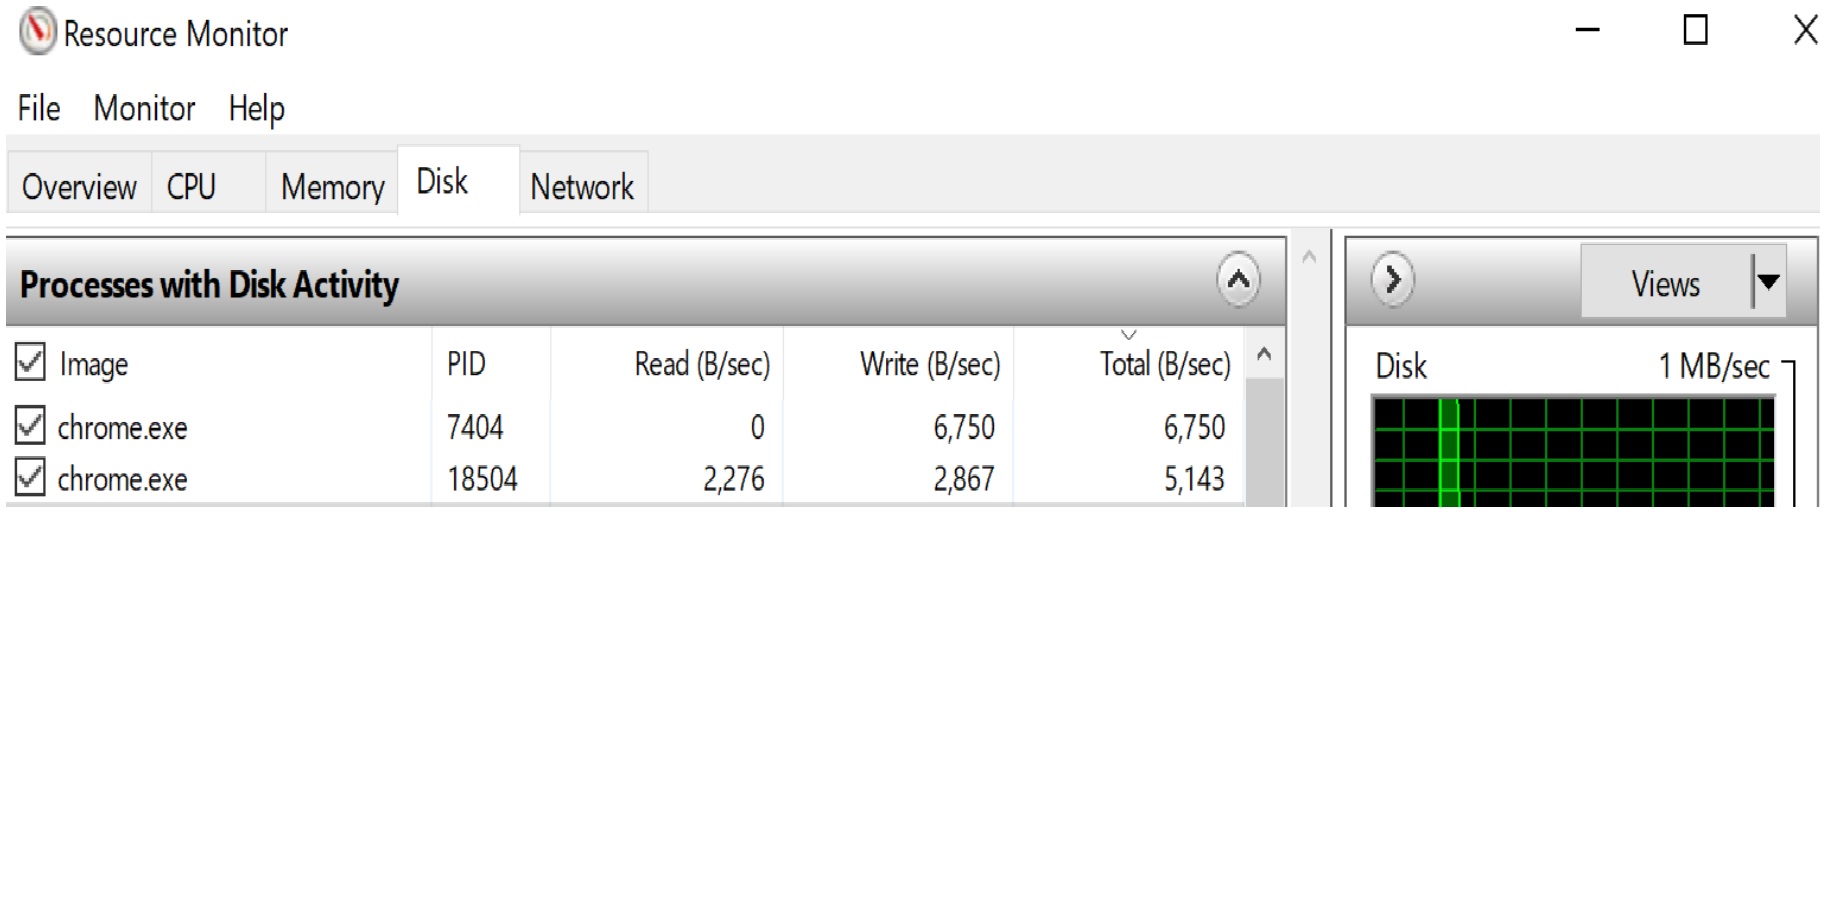 Resource Monitor
File Monitor Help
Overview CPU Memory Disk Network
Processes with Disk Activity
Views
Image PID Read (B/sec) Write (B/sec) Total (B/sec)
chrome.exe 7404 0 6,750 6,750
chrome.exe 18504 2,276 2,867 5,143
Disk 1 MB/sec